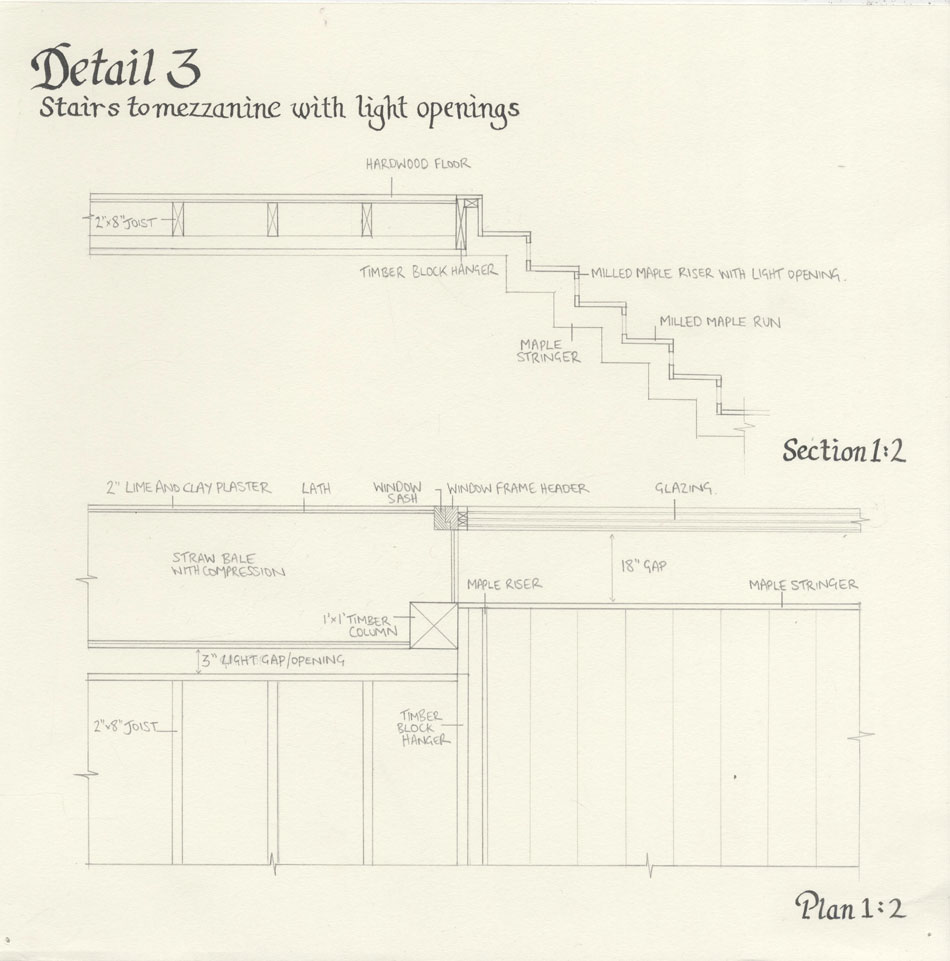 Detail 3
Stairs to mezzanine with light openings
HARDWOOD FLOOR
2"x8" JOIST
TIMBER BLOCK HANGER
MILLED MAPLE RISER WITH LIGHT OPENING.
MILLED MAPLE RUN
MAPLE
STRINGER
Section 1:2
2" LIME AND CLAY PLASTER
LATH
WINDOW
SASH
WINDOW FRAME HEADER
GLAZING.
STRAW BALE
WITH COMPRESSION
18" GAP
MAPLE RISER
MAPLE STRINGER
1'x1' TIMBER
COLUMN
3" LIGHT GAP/OPENING
2"x8" JOIST
TIMBER
BLOCK
HANGER
Plan 1:2